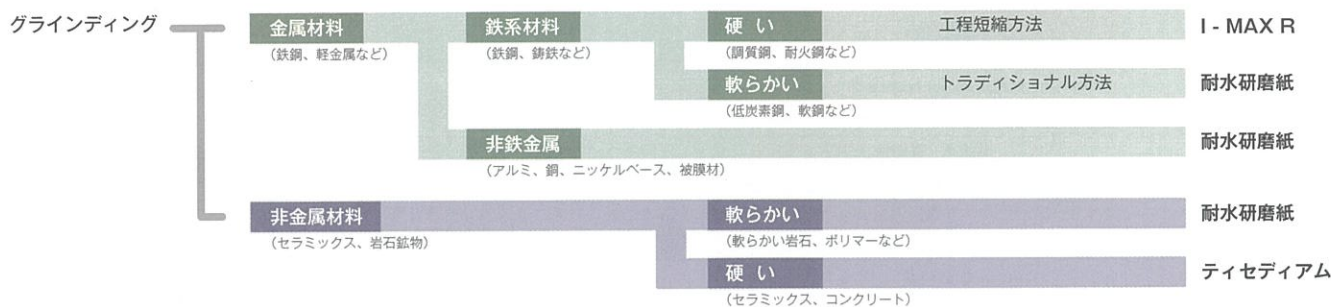 グラインディング
金属材料 鉄系材料 硬い 工程短縮方法 I - MAX R
(鉄鋼、軽金属など) (鉄鋼、鋳鉄など) (調質鋼、耐火鋼など)
軟らかい トラディショナル方法 耐水研磨紙
(低炭素鋼、軟鋼など)
非鉄金属 耐水研磨紙
(アルミ、銅、ニッケルベース、被膜材)
非金属材料 軟らかい 耐水研磨紙
(セラミックス、岩石鉱物) (軟らかい岩石、ポリマーなど)
硬い ティセディアム
(セラミックス、コンクリート)